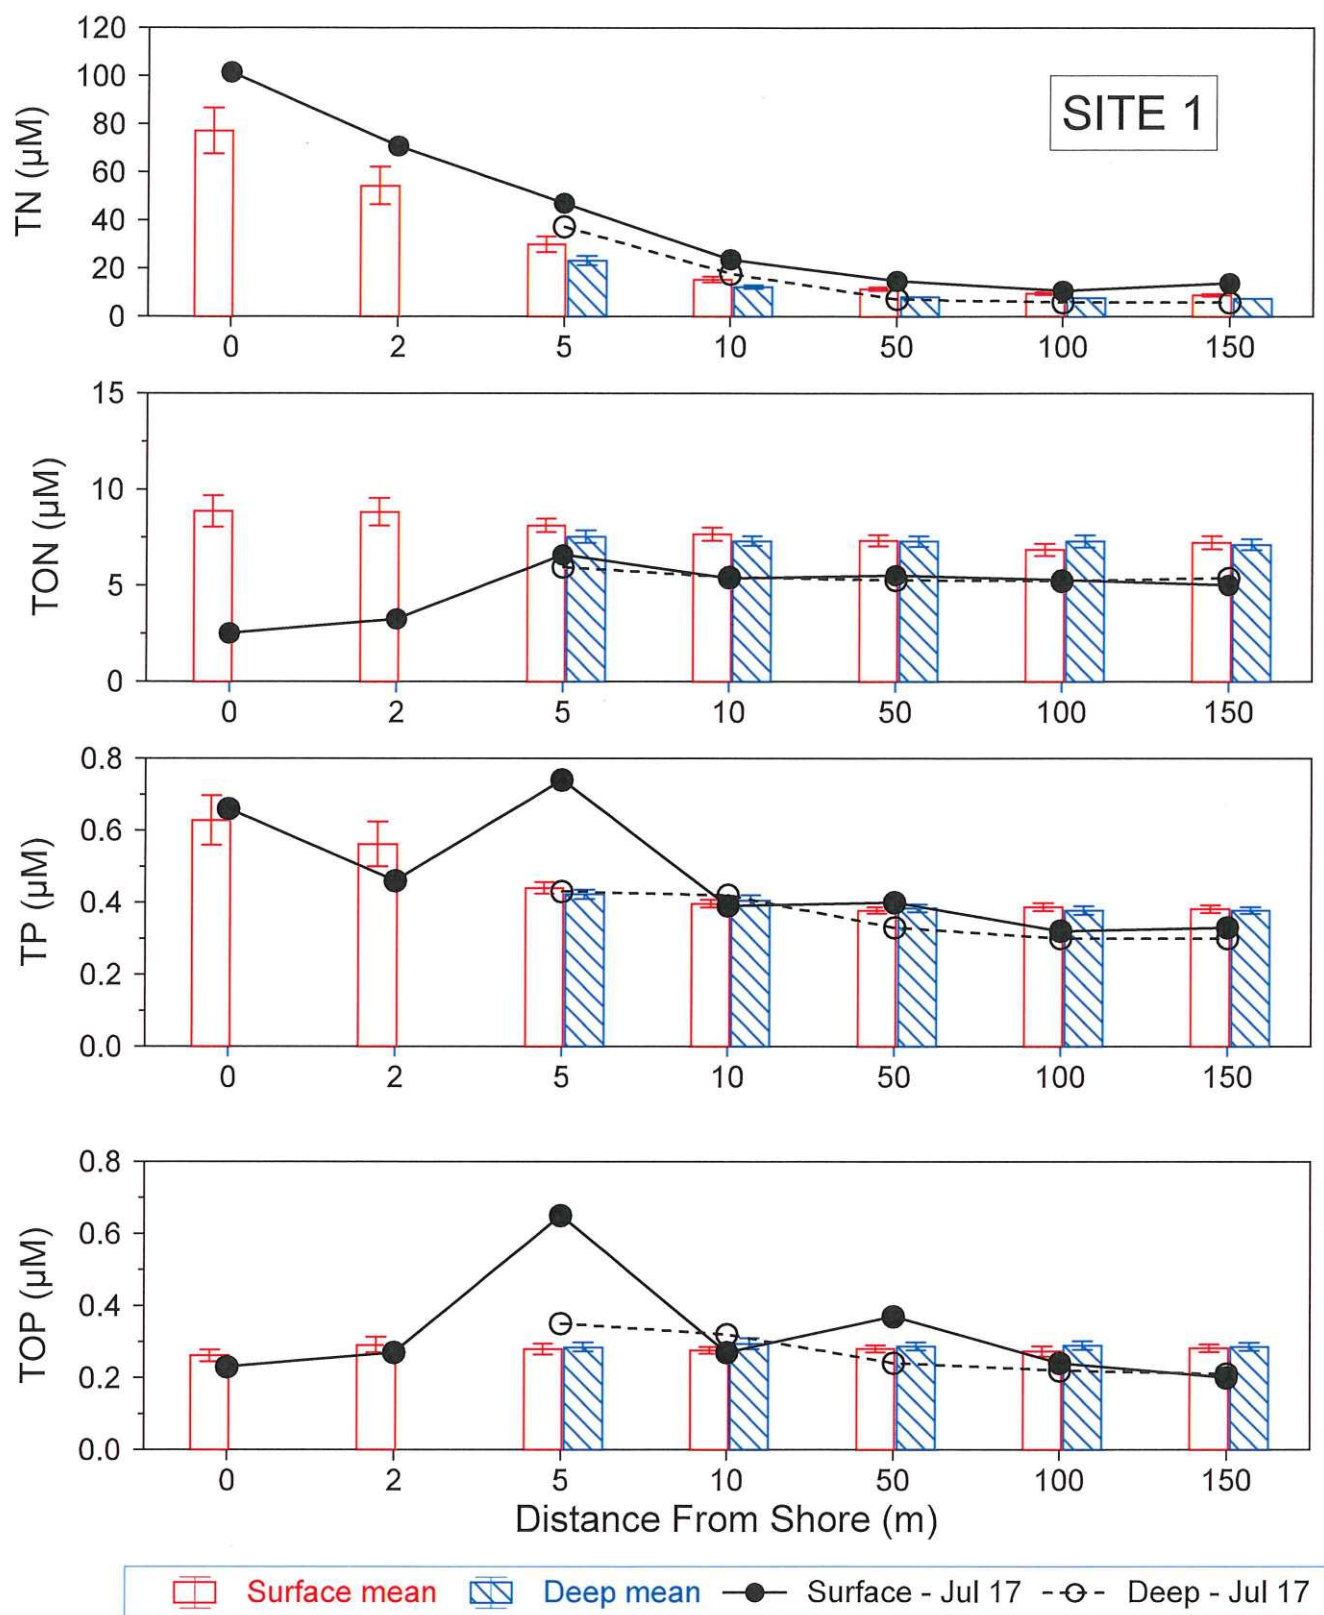 120
100
80
60
40
20
0
TN (µM)
SITE 1
0 2 5 10 50 100 150
15
10
5
0
TON (µM)
0 2 5 10 50 100 150
0.8
0.6
0.4
0.2
0.0
TP (µM)
0 2 5 10 50 100 150
0.8
0.6
0.4
0.2
0.0
TOP (µM)
0 2 5 10 50 100 150
Distance From Shore (m)
Surface mean Deep mean Surface - Jul 17 Deep - Jul 17